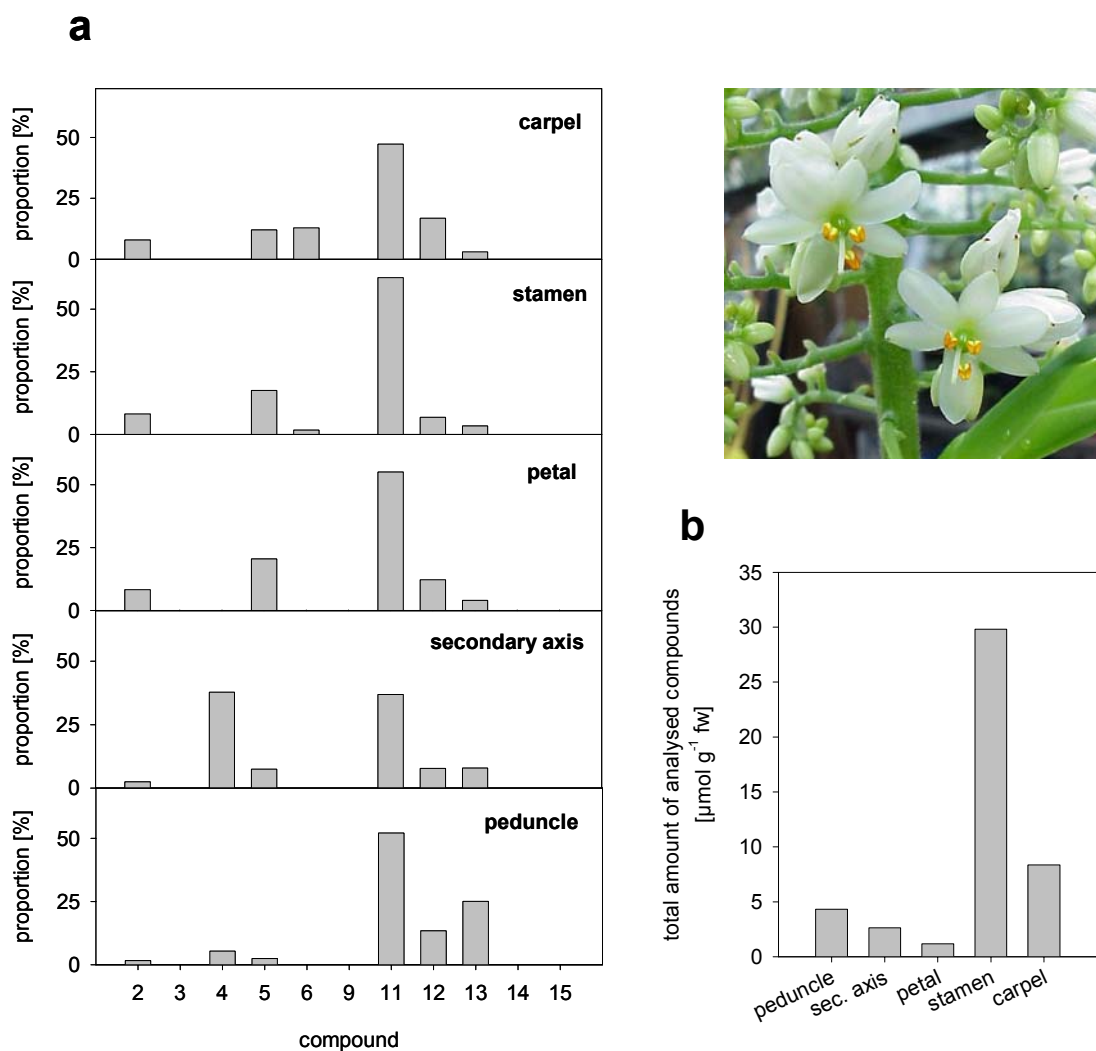 a
proportion [%]
50
25
0
carpel
proportion [%]
50
25
0
stamen
proportion [%]
50
25
0
petal
proportion [%]
50
25
0
secondary axis
proportion [%]
50
25
0
peduncle
2 3 4 5 6 9 11 12 13 14 15
compound
b
total amount of analysed compounds
[µmol g⁻¹ fw]
35
30
25
20
15
10
5
0
peduncle sec. axis petal stamen carpel